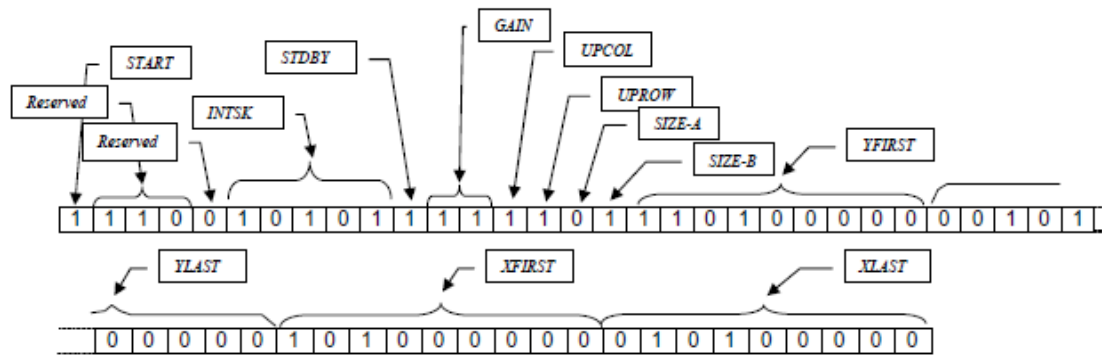 GAIN
START
STDBY
UPCOL
Reserved
INTSK
UPROW
Reserved
SIZE-A
SIZE-B
YFIRST
1 1 1 0 0 1 0 1 0 1 1 1 1 1 1 0 1 1 1 0 1 0 0 0 0 0 0 0 1 0 1
YLAST
XFIRST
XLAST
0 0 0 0 0 1 0 1 0 0 0 0 0 0 0 0 1 0 1 0 0 0 0 0